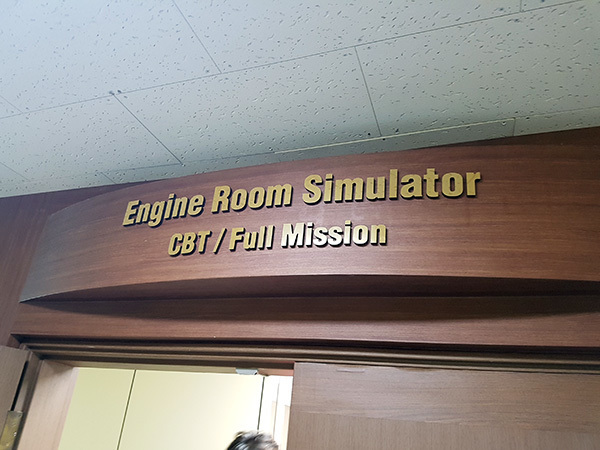 Engine Room Simulator
CBT / Full Mission